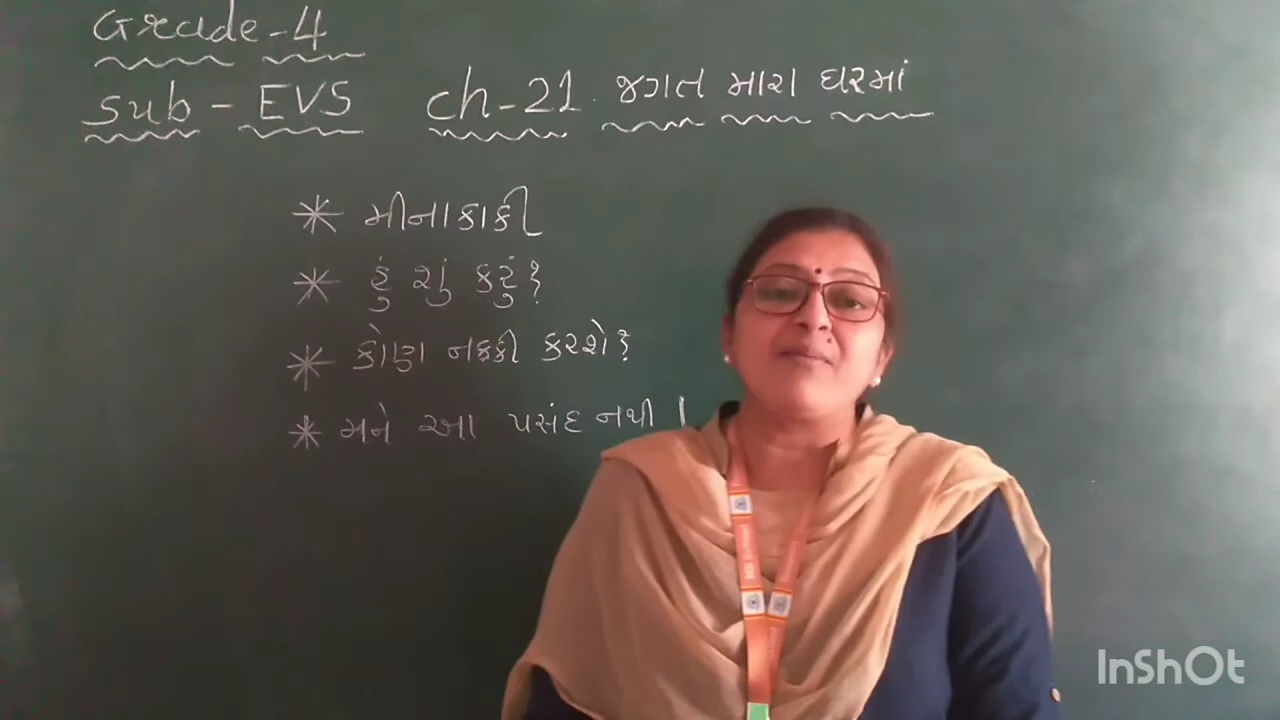 Grade-4
Sub - EVS ch-21. જગત મારા ઘરમાં
* મીનાકાકી
* હું શું કરું?
* કોણ નક્કી કરશે?
* મને આ પસંદ નથી !
InShOt